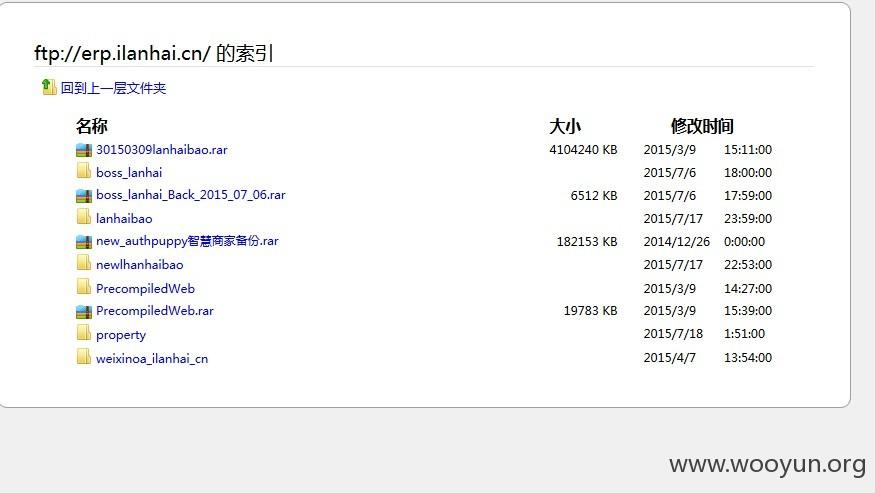 ftp://erp.ilanhai.cn/ 的索引
回到上一层文件夹
名称 大小 修改时间
30150309lanhaibao.rar 4104240 KB 2015/3/9 15:11:00
boss_lanhai 2015/7/6 18:00:00
boss_lanhai_Back_2015_07_06.rar 6512 KB 2015/7/6 17:59:00
lanhaibao 2015/7/17 23:59:00
new_authpuppy智慧商家备份.rar 182153 KB 2014/12/26 0:00:00
newlhanhaibao 2015/7/17 22:53:00
PrecompiledWeb 2015/3/9 14:27:00
PrecompiledWeb.rar 19783 KB 2015/3/9 15:39:00
property 2015/7/18 1:51:00
weixinoa_ilanhai_cn 2015/4/7 13:54:00
www.wooyun.org